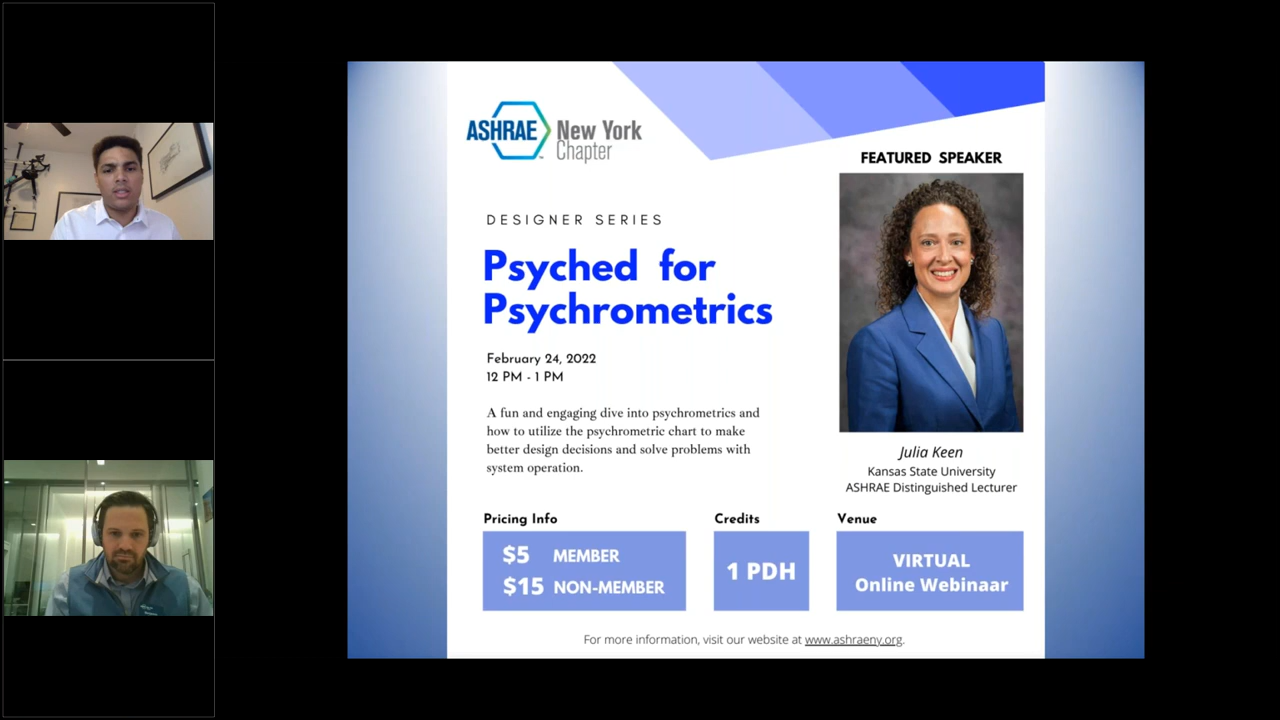 ASHRAE
New York
Chapter
FEATURED SPEAKER
DESIGNER SERIES
Psyched for
Psychrometrics
February 24, 2022
12 PM - 1 PM
A fun and engaging dive into psychrometrics and
how to utilize the psychrometric chart to make
better design decisions and solve problems with
system operation.
Julia Keen
Kansas State University
ASHRAE Distinguished Lecturer
Pricing Info
$5 MEMBER
$15 NON-MEMBER
Credits
1 PDH
Venue
VIRTUAL
Online Webinaar
For more information, visit our website at www.ashraeny.org.